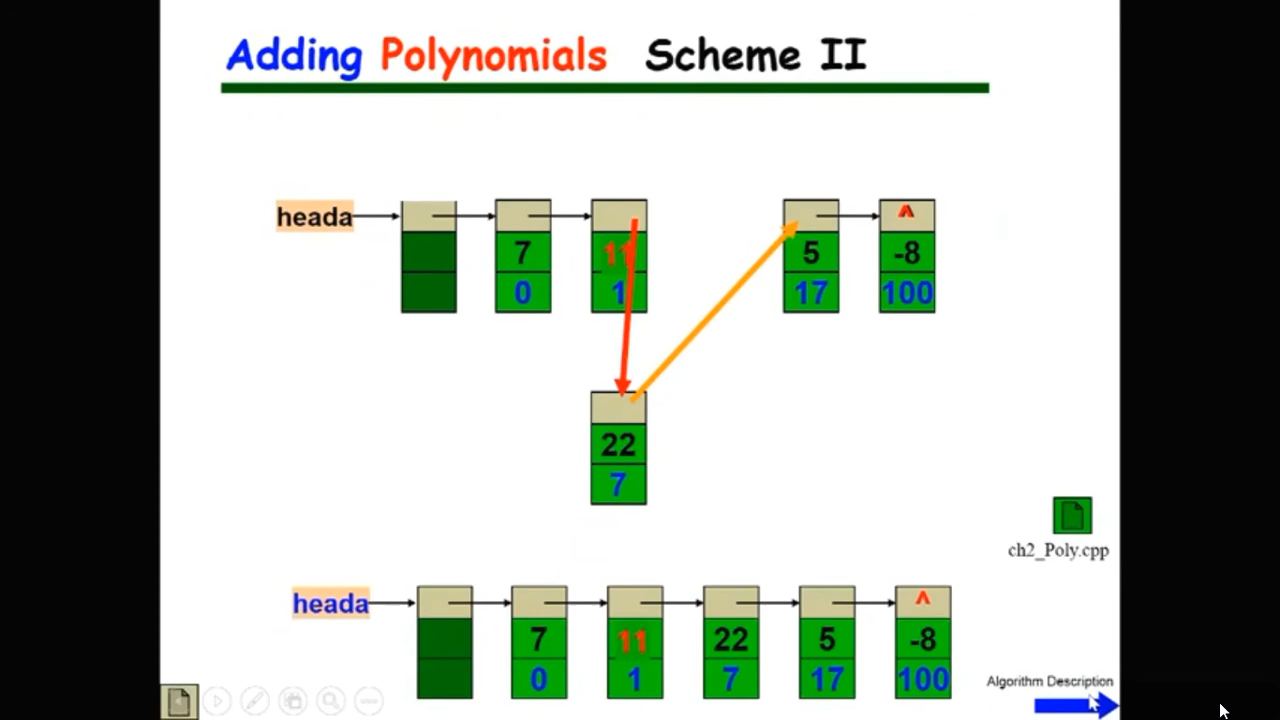 Adding Polynomials Scheme II
heada
7 11 5 -8
^
0 1 17 100
22
7
ch2_Poly.cpp
heada
^
7 11 22 5 -8
0 1 7 17 100
Algorithm Description